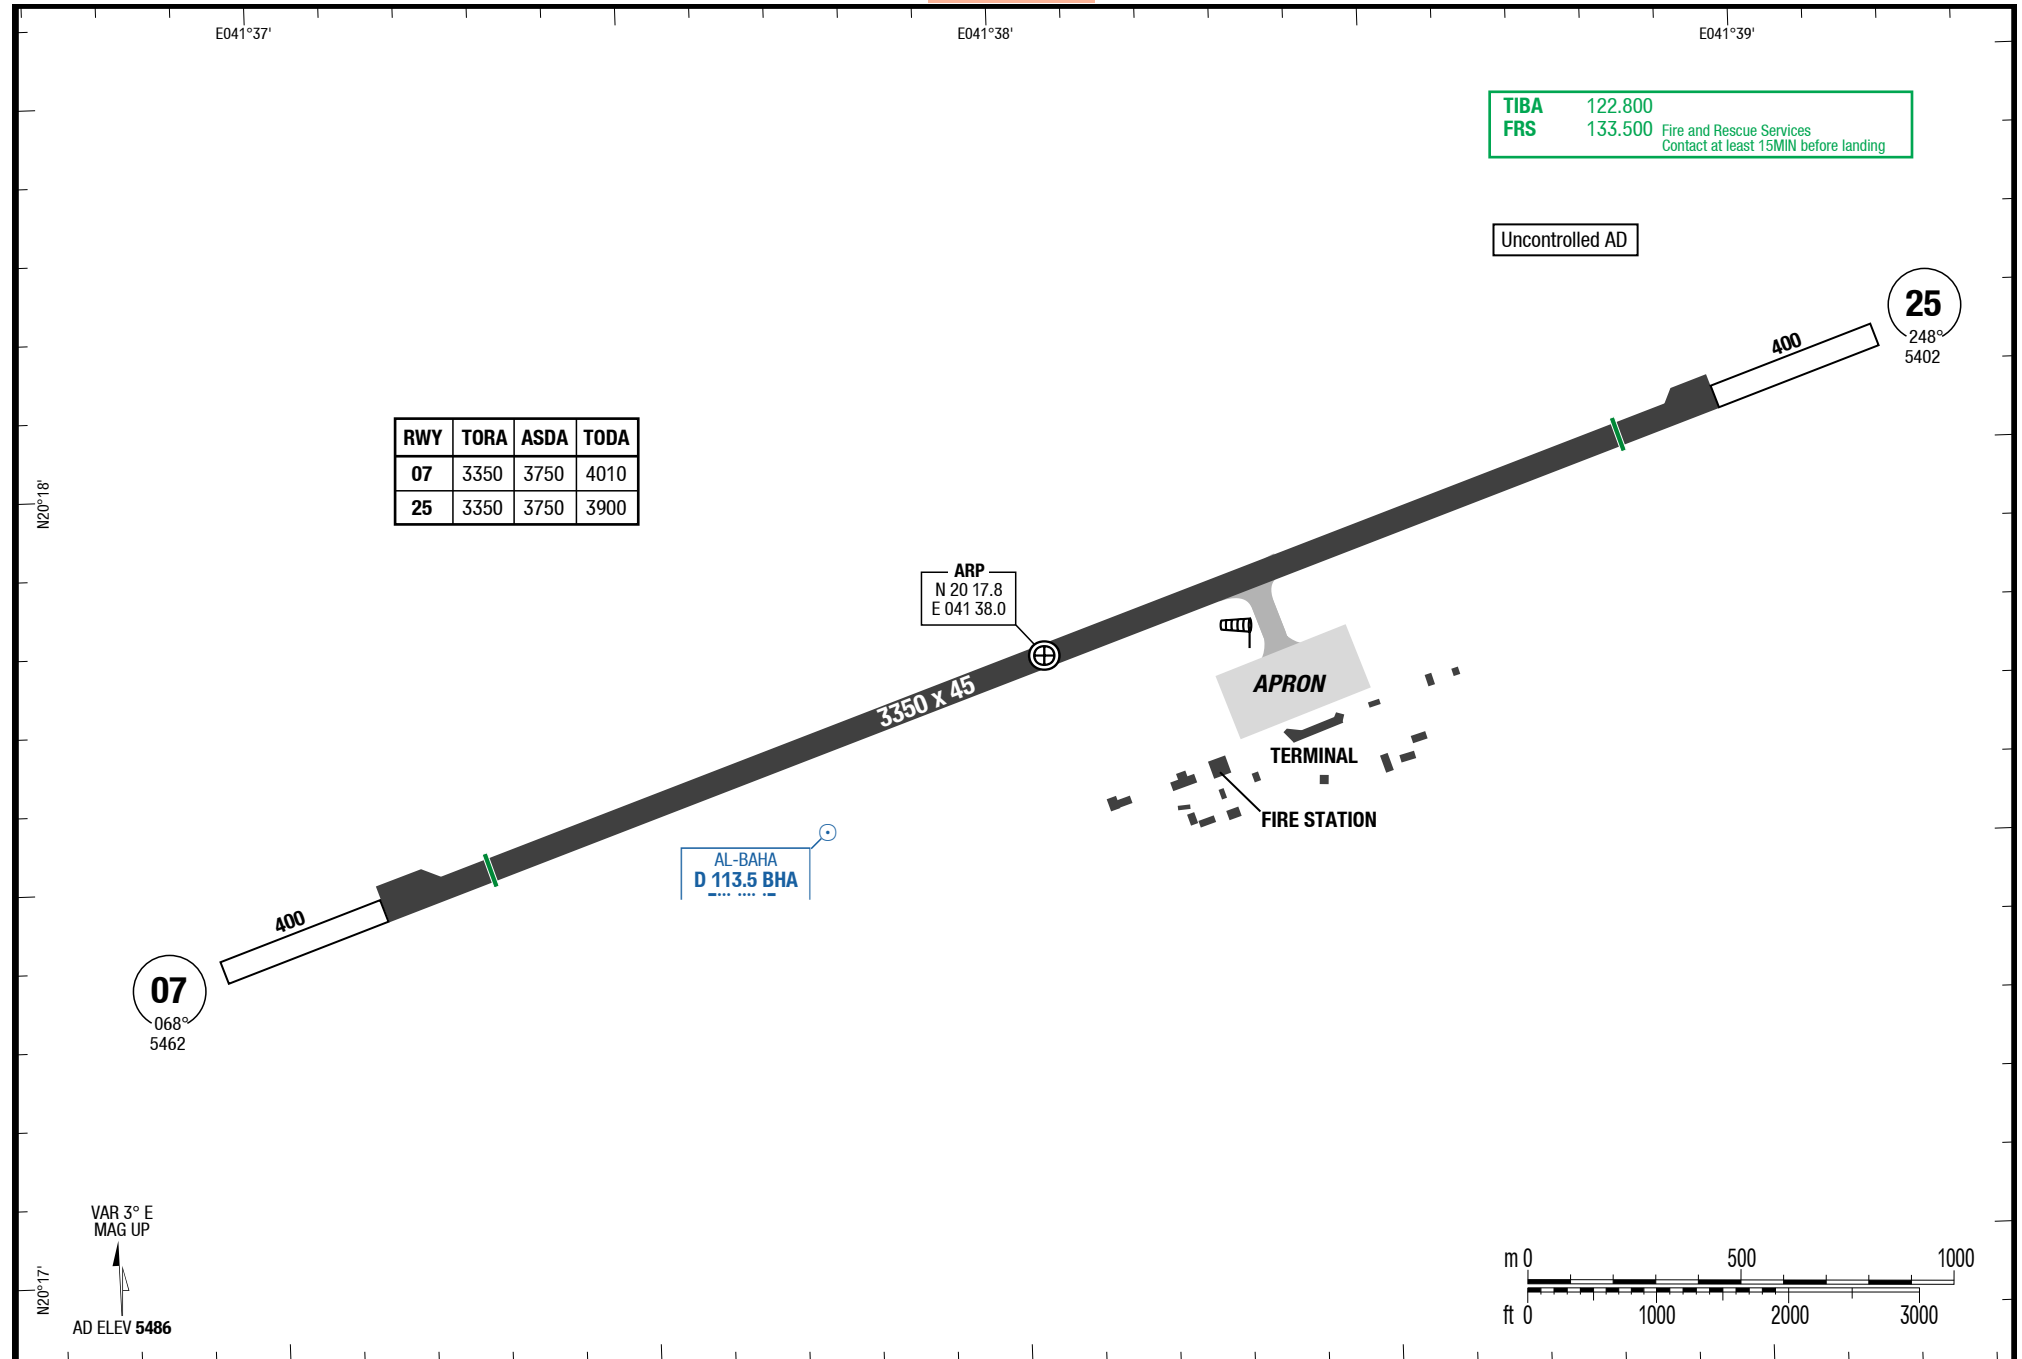 E041°37'
E041°38'
E041°39'
TIBA 122.800
FRS 133.500 Fire and Rescue Services
Contact at least 15MIN before landing
Uncontrolled AD
25
248°
5402
400
RWY TORA ASDA TODA
07 3350 3750 4010
25 3350 3750 3900
N20°18'
ARP
N 20 17.8
E 041 38.0
3350 x 45
APRON
TERMINAL
FIRE STATION
AL-BAHA
D 113.5 BHA
400
07
068°
5462
VAR 3° E
MAG UP
N20°17'
AD ELEV 5486
m 0 500 1000
ft 0 1000 2000 3000